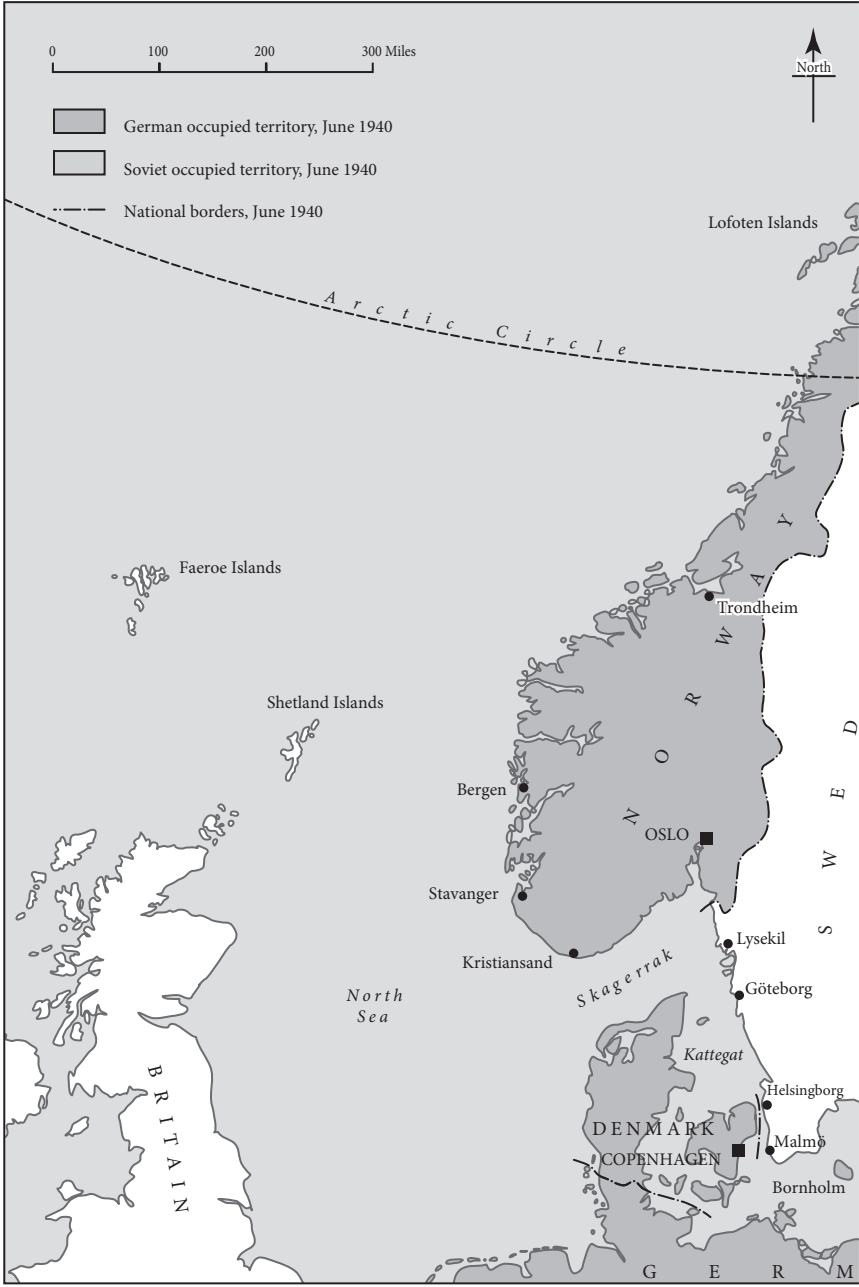 0 100 200 300 Miles
North
German occupied territory, June 1940
Soviet occupied territory, June 1940
National borders, June 1940
Lofoten Islands
Arctic Circle
Faeroe Islands
NORWAY
Trondheim
Shetland Islands
SWED
Bergen
OSLO
Stavanger
Lysekil
Kristiansand
Skagerrak
Göteborg
North
Sea
Kattegat
BRITAIN
Helsingborg
DENMARK
Malmö
COPENHAGEN
Bornholm
GERM